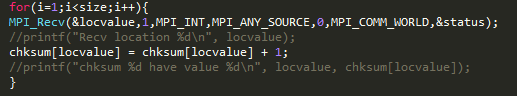 for(i=1;i<size;i++){
MPI_Recv(&locvalue,1,MPI_INT,MPI_ANY_SOURCE,0,MPI_COMM_WORLD,&status);
//printf("Recv location %d\n", locvalue);
chksum[locvalue] = chksum[locvalue] + 1;
//printf("chksum %d have value %d\n", locvalue, chksum[locvalue]);
}